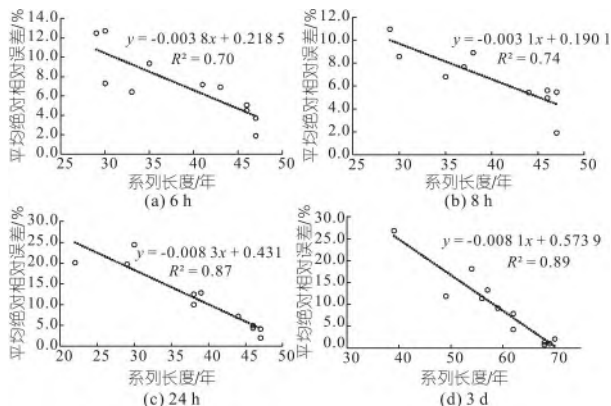 平均绝对相对误差/%
14.0
12.0
10.0
8.0
6.0
4.0
2.0
0.0
y = -0.003 8x + 0.218 5
R² = 0.70
25 30 35 40 45 50
系列长度/年
(a) 6 h
平均绝对相对误差/%
12.0
10.0
8.0
6.0
4.0
2.0
0.0
y = -0.003 1x + 0.190 1
R² = 0.74
25 30 35 40 45 50
系列长度/年
(b) 8 h
平均绝对相对误差/%
30.0
25.0
20.0
15.0
10.0
5.0
0.0
y = -0.008 3x + 0.431
R² = 0.87
20 25 30 35 40 45 50
系列长度/年
(c) 24 h
平均绝对相对误差/%
30.0
25.0
20.0
15.0
10.0
5.0
0.0
y = -0.008 1x + 0.573 9
R² = 0.89
30 40 50 60 70
系列长度/年
(d) 3 d